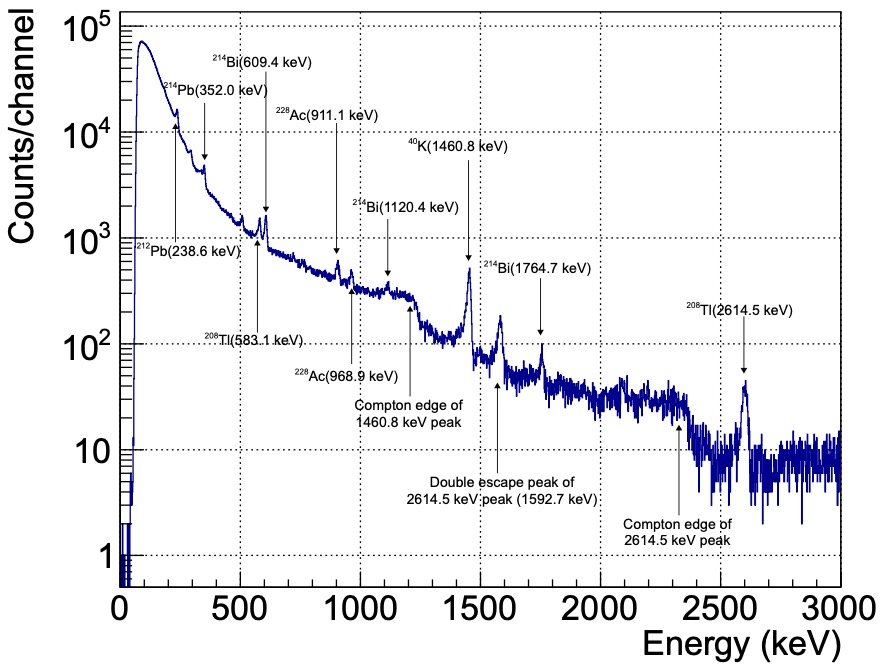 Counts/channel
10⁵
10⁴
10³
10²
10
1
²¹⁴Bi(609.4 keV)
²¹⁴Pb(352.0 keV)
²²⁸Ac(911.1 keV)
⁴⁰K(1460.8 keV)
²¹⁴Bi(1120.4 keV)
²¹²Pb(238.6 keV)
²¹⁴Bi(1764.7 keV)
²⁰⁸Tl(2614.5 keV)
²⁰⁸Tl(583.1 keV)
²²⁸Ac(968.9 keV)
Compton edge of
1460.8 keV peak
Double escape peak of
2614.5 keV peak (1592.7 keV)
Compton edge of
2614.5 keV peak
0 500 1000 1500 2000 2500 3000
Energy (keV)